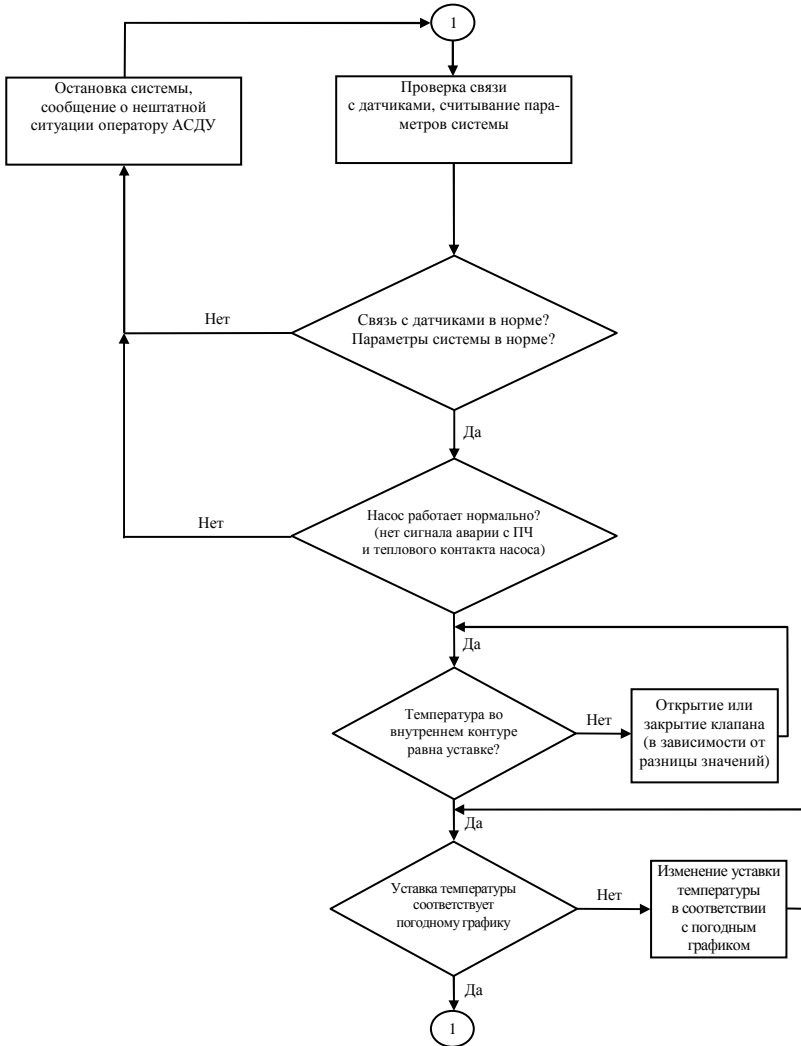 1
Остановка системы,
сообщение о нештатной
ситуации оператору АСДУ
Проверка связи
с датчиками, считывание пара-
метров системы
Нет
Связь с датчиками в норме?
Параметры системы в норме?
Да
Нет
Насос работает нормально?
(нет сигнала аварии с ПЧ
и теплового контакта насоса)
Да
Температура во
внутреннем контуре
равна уставке?
Нет
Открытие или
закрытие клапана
(в зависимости от
разницы значений)
Да
Уставка температуры
соответствует
погодному графику
Нет
Изменение уставки
температуры
в соответствии
с погодным
графиком
Да
1